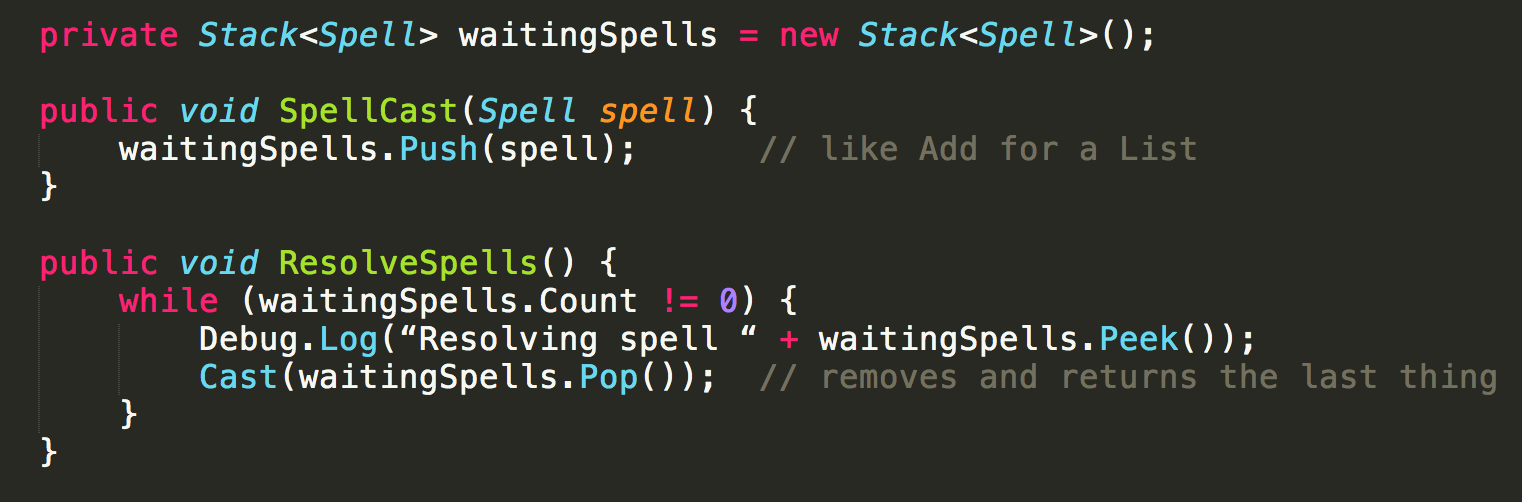 private Stack<Spell> waitingSpells = new Stack<Spell>();
public void SpellCast(Spell spell) {
    waitingSpells.Push(spell);      // like Add for a List
}
public void ResolveSpells() {
    while (waitingSpells.Count != 0) {
        Debug.Log(“Resolving spell “ + waitingSpells.Peek());
        Cast(waitingSpells.Pop());  // removes and returns the last thing
    }
}